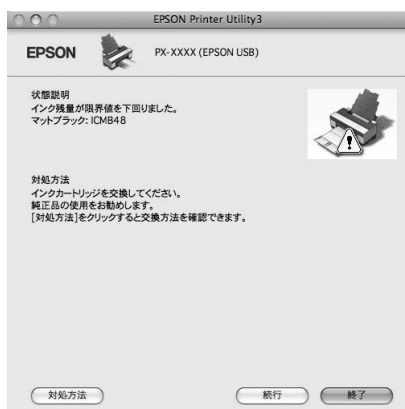 EPSON Printer Utility3
EPSON
PX-XXXX (EPSON USB)
状態説明
インク残量が限界値を下回りました。
マットブラック: ICMB48
対処方法
インクカートリッジを交換してください。
純正品の使用をお勧めします。
[対処方法]をクリックすると交換方法を確認できます。
対処方法
続行
終了